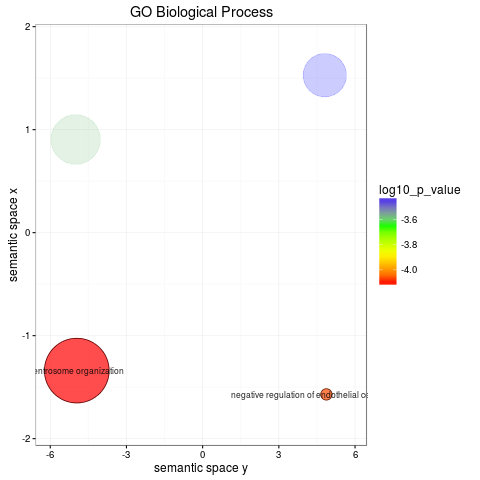 GO Biological Process
2
1
0
-1
-2
semantic space x
entrosome organization
negative regulation of endothelial ce
-6
-3
0
3
6
semantic space y
log10_p_value
-3.6
-3.8
-4.0